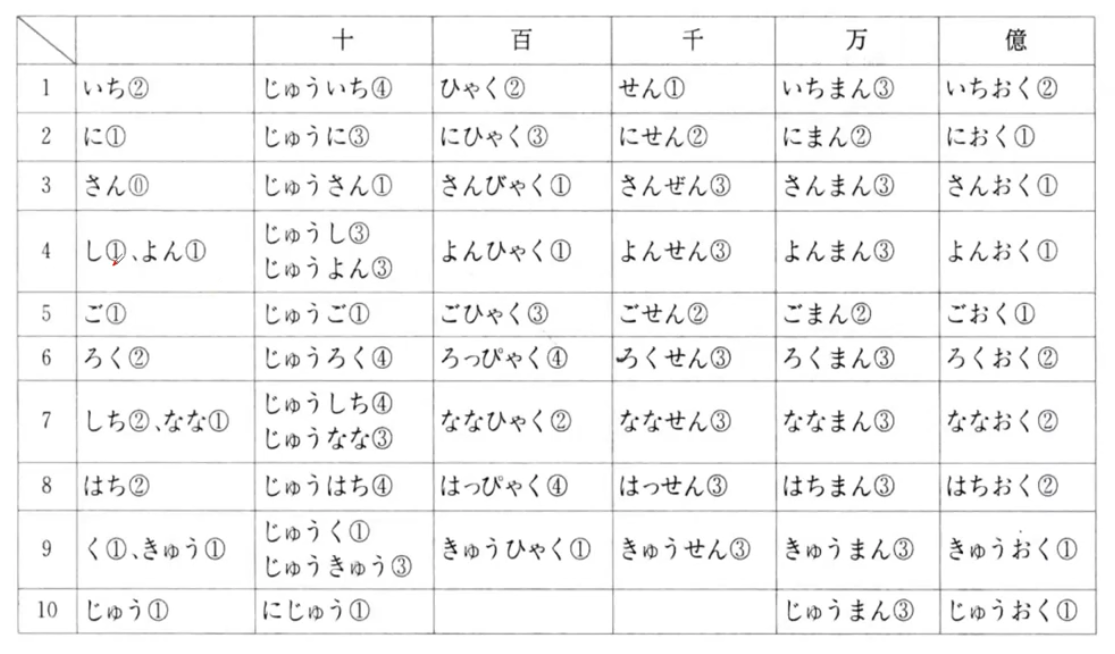 十 百 千 万 億
1 いち② じゅういち④ ひゃく② せん① いちまん③ いちおく②
2 に① じゅうに③ にひゃく③ にせん② にまん② におく①
3 さん⓪ じゅうさん① さんびゃく① さんぜん③ さんまん③ さんおく①
4 し①、よん① じゅうし③ じゅうよん③ よんひゃく① よんせん③ よんまん③ よんおく①
5 ご① じゅうご① ごひゃく③ ごせん② ごまん② ごおく①
6 ろく② じゅうろく④ ろっぴゃく④ ろくせん③ ろくまん③ ろくおく②
7 しち②、なな① じゅうしち④ じゅうなな③ ななひゃく② ななせん③ ななまん③ ななおく②
8 はち② じゅうはち④ はっぴゃく④ はっせん③ はちまん③ はちおく②
9 く①、きゅう① じゅうく① じゅうきゅう③ きゅうひゃく① きゅうせん③ きゅうまん③ きゅうおく①
10 じゅう① にじゅう① じゅうまん③ じゅうおく①